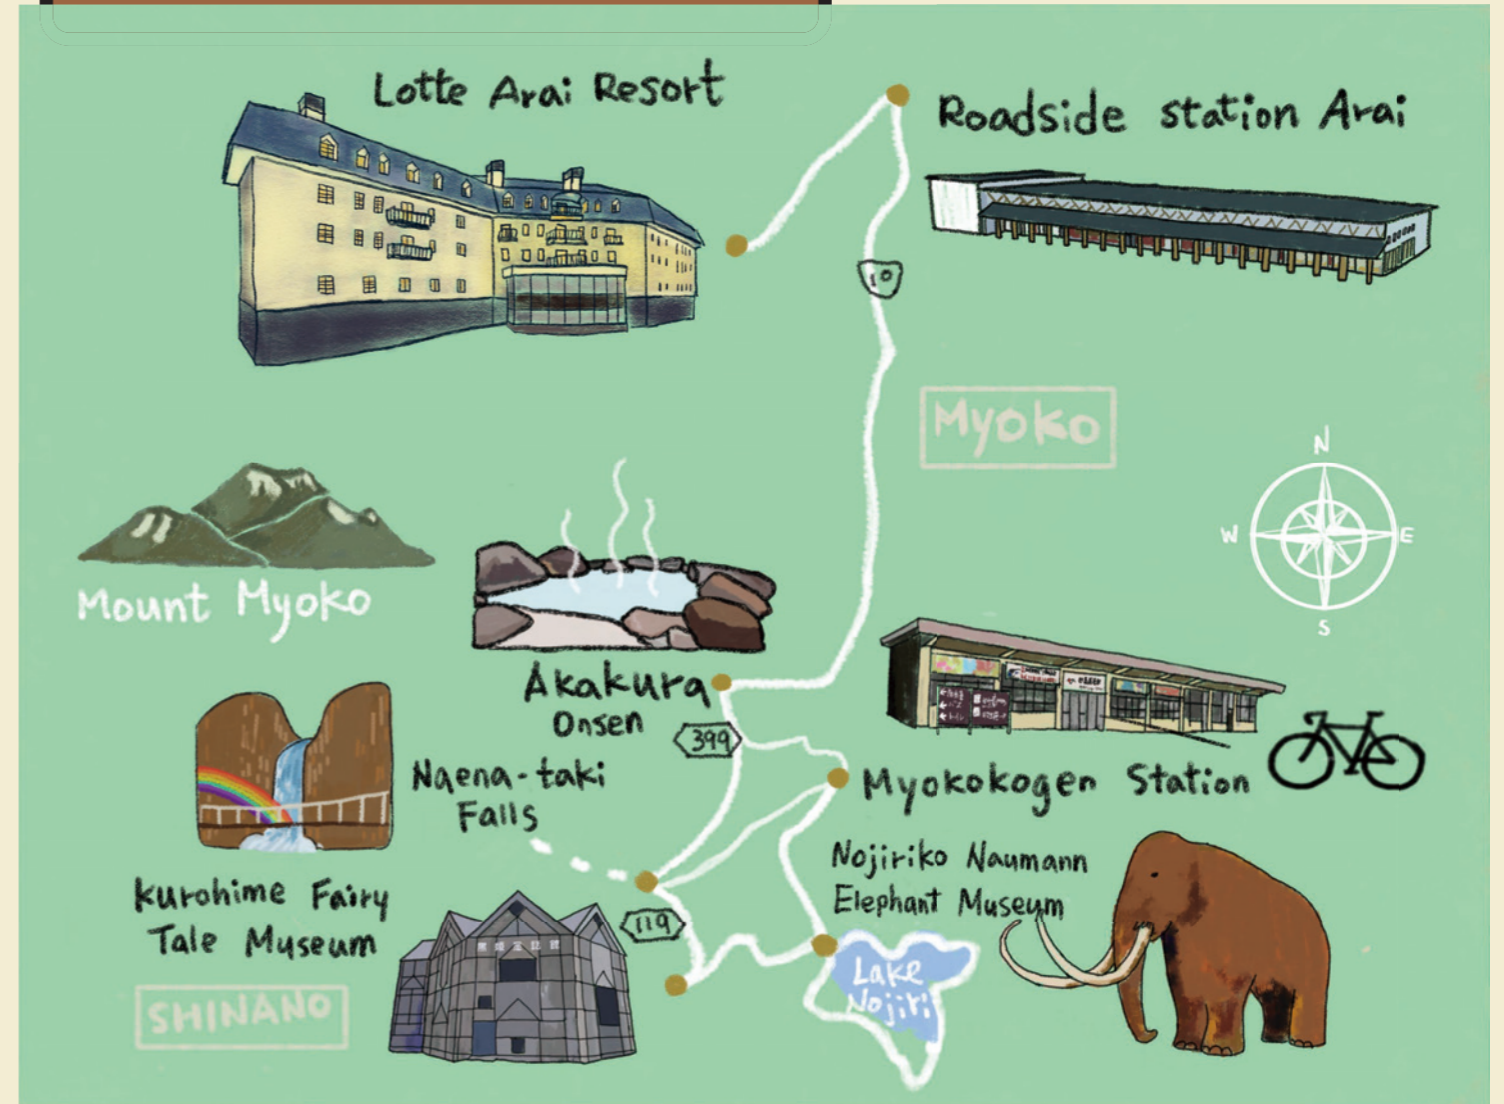 Lotte Arai Resort
Roadside station Arai
10
Myoko
N
W E
S
Mount Myoko
Akakura
Onsen
399
Naena-taki
Falls
Myokokogen Station
Nojiriko Naumann
Elephant Museum
Kurohime Fairy
Tale Museum
119
Lake
Nojiri
SHINANO